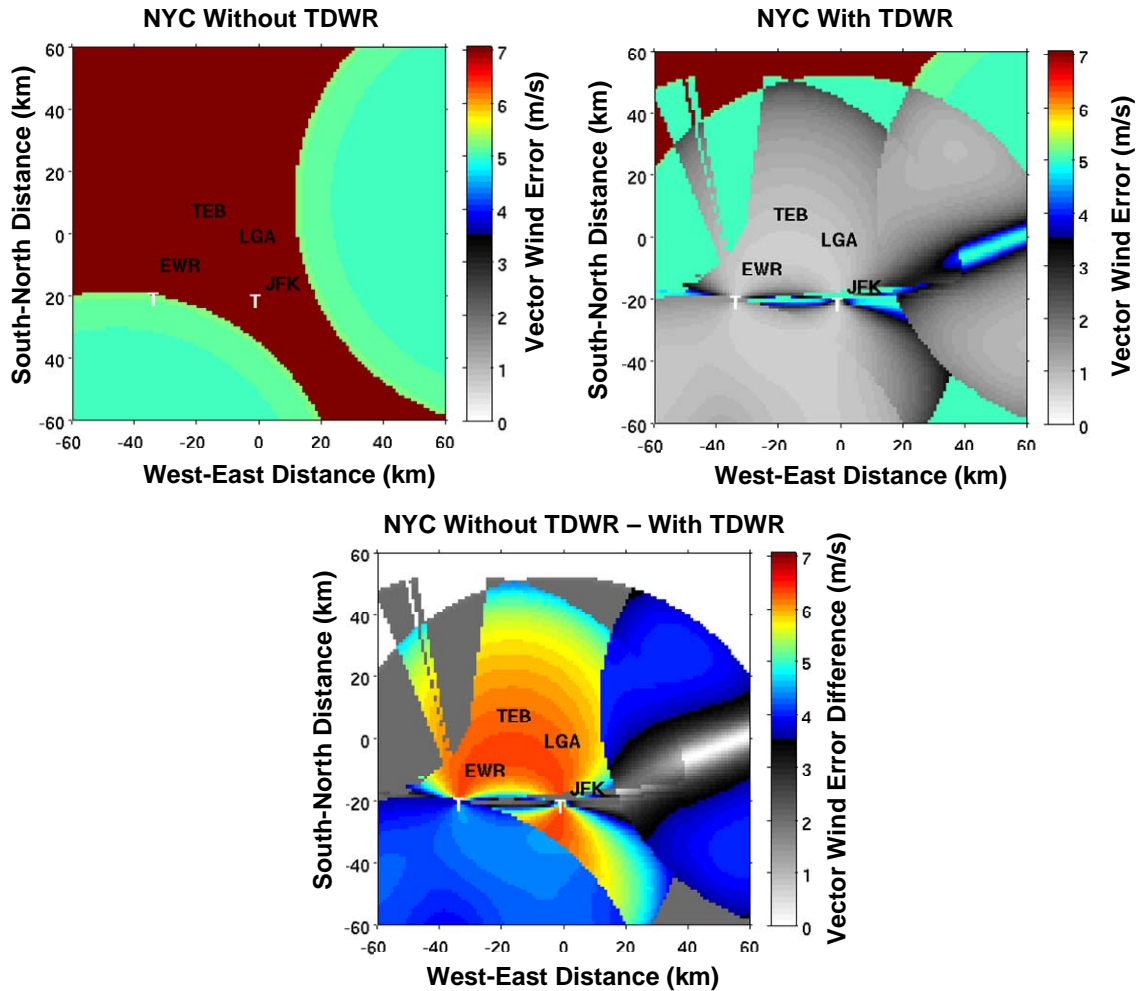 NYC Without TDWR
South-North Distance (km)
60
40
20
0
20
40
-60
TEB
LGA
EWR
JFK
T
T
-60
-40
-20
0
20
40
60
West-East Distance (km)
7
6
5
4
3
2
1
0
Vector Wind Error (m/s)
NYC With TDWR
South-North Distance (km)
60
40
20
0
-20
-40
-60
TEB
LGA
EWR
JFK
T
T
-60
-40
-20
0
20
40
60
West-East Distance (km)
7
6
5
4
3
2
1
0
Vector Wind Error (m/s)
NYC Without TDWR – With TDWR
South-North Distance (km)
60
40
20
0
-20
-40
-60
TEB
LGA
EWR
JFK
T
T
-60
-40
-20
0
20
40
60
West-East Distance (km)
7
6
5
4
3
2
1
0
Vector Wind Error Difference (m/s)